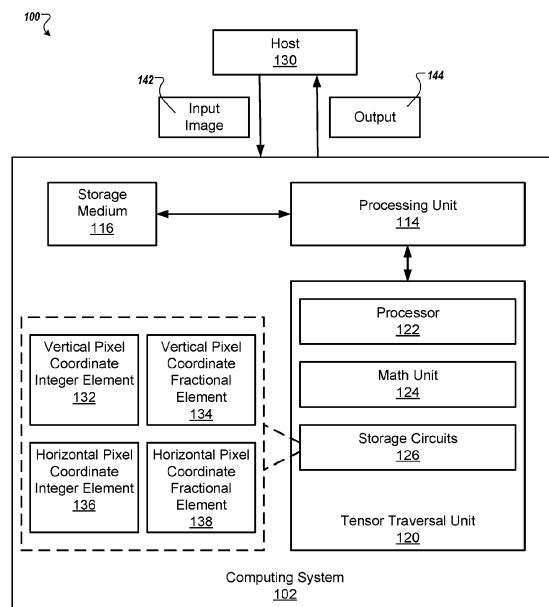 100
Host
130
142
144
Input
Image
Output
Storage
Medium
116
Processing Unit
114
Processor
122
Vertical Pixel
Coordinate
Integer Element
132
Vertical Pixel
Coordinate
Fractional
Element
134
Math Unit
124
Storage Circuits
126
Horizontal Pixel
Coordinate
Integer Element
136
Horizontal Pixel
Coordinate
Fractional
Element
138
Tensor Traversal Unit
120
Computing System
102